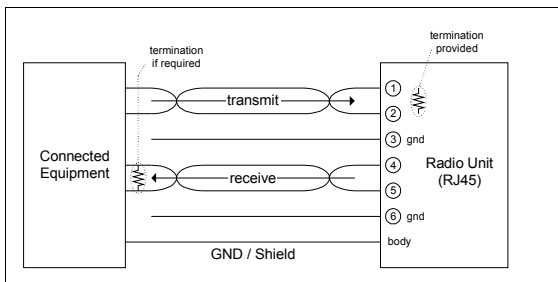 termination
if required
termination
provided
Connected
Equipment
transmit
receive
GND / Shield
1
2
3 gnd
4
5
6 gnd
body
Radio Unit
(RJ45)